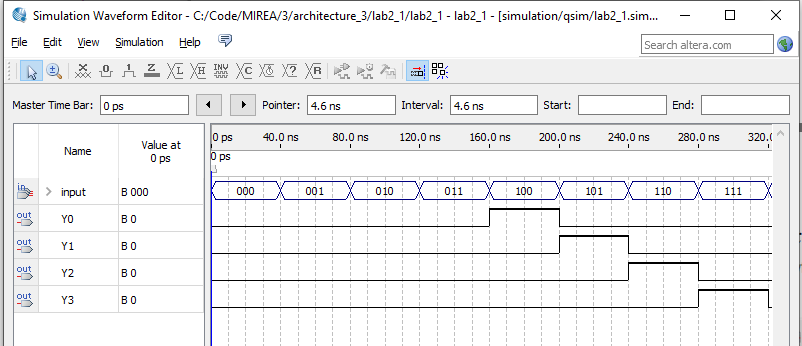 Simulation Waveform Editor - C:/Code/MIREA/3/architecture_3/lab2_1/lab2_1 - lab2_1 - [simulation/qsim/lab2_1.sim...
File Edit View Simulation Help
Search altera.com
Master Time Bar: 0 ps Pointer: 4.6 ns Interval: 4.6 ns Start: End:
Name Value at 0 ps
0 ps 40.0 ns 80.0 ns 120.0 ns 160.0 ns 200.0 ns 240.0 ns 280.0 ns 320.
0 ps
in input B 000 000 001 010 011 100 101 110 111
out Y0 B 0
out Y1 B 0
out Y2 B 0
out Y3 B 0